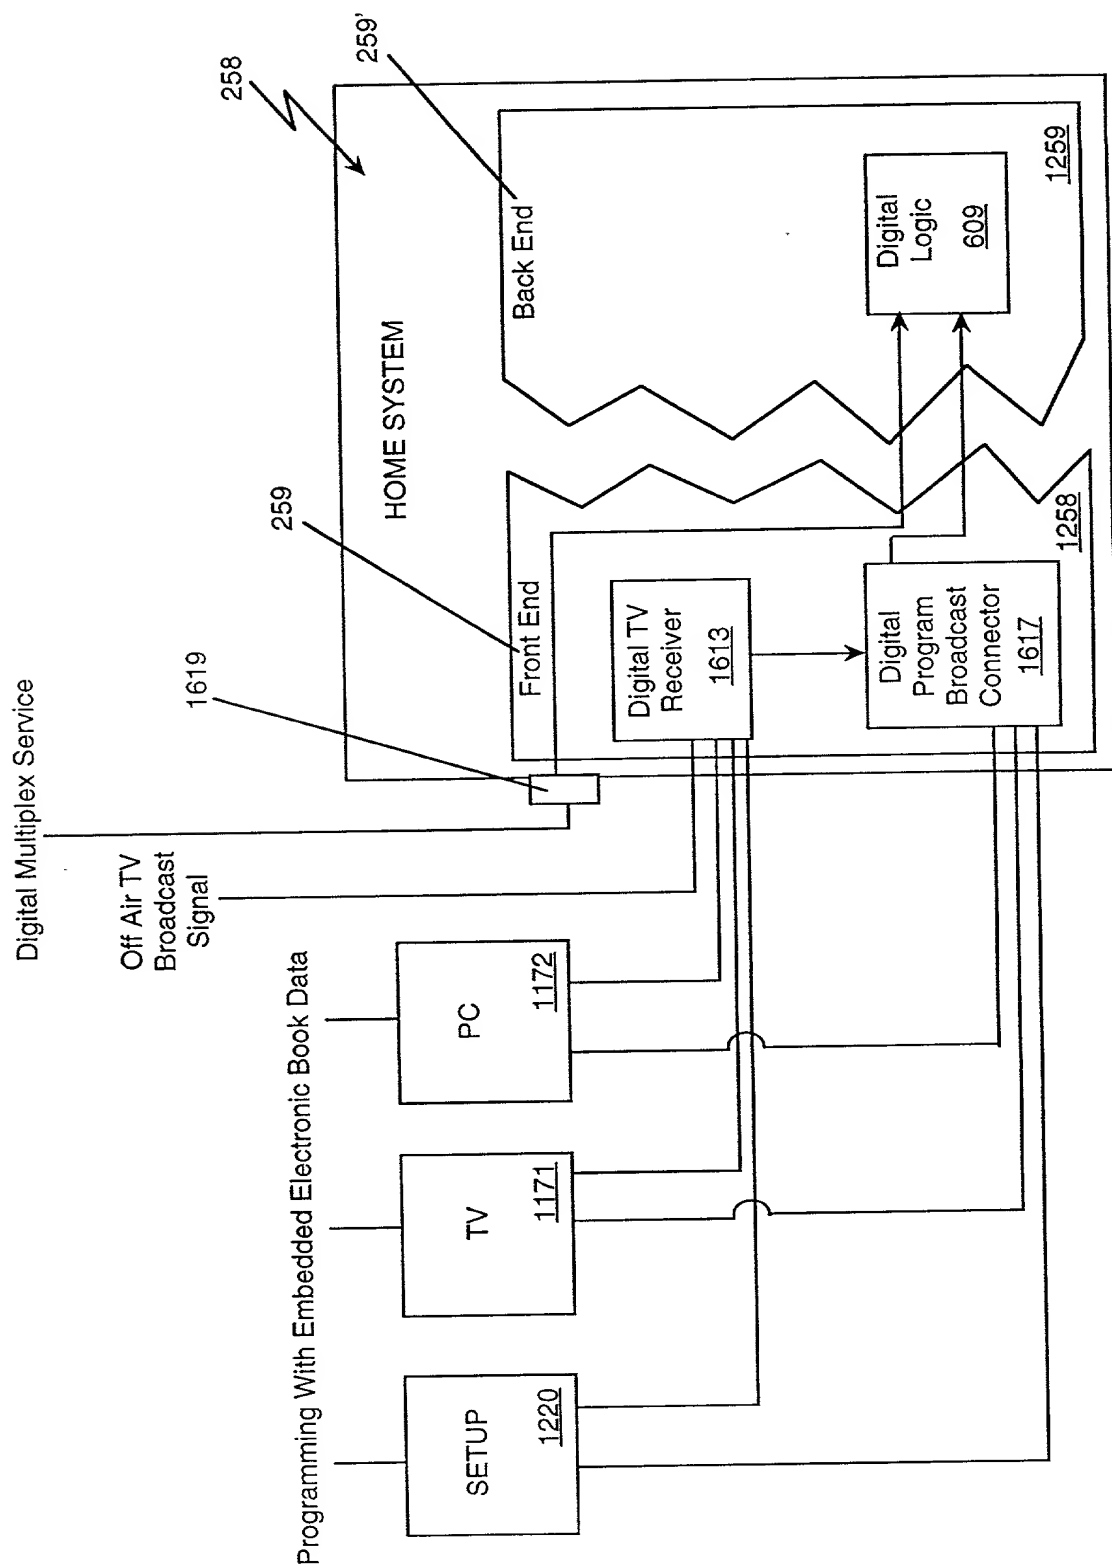 Digital Multiplex Service
Off Air TV
Broadcast
Signal
Programming With Embedded Electronic Book Data
SETUP
1220
TV
1171
PC
1172
1619
259
258
259'
HOME SYSTEM
Front End
Digital TV
Receiver
1613
Digital
Program
Broadcast
Connector
1617
1258
Back End
Digital
Logic
609
1259